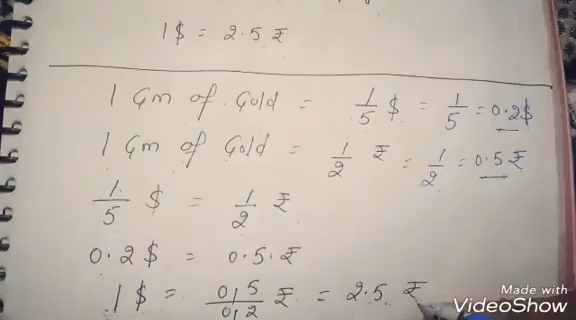 1 $ = 2.5 ₹
1 Gm of Gold = 1/5 $ = 1/5 = 0.2$
1 Gm of Gold = 1/2 ₹ = 1/2 = 0.5 ₹
1/5 $ = 1/2 ₹
0.2 $ = 0.5. ₹
1 $ = 0,5/0,2 ₹ = 2.5 ₹
Made with
VideoShow